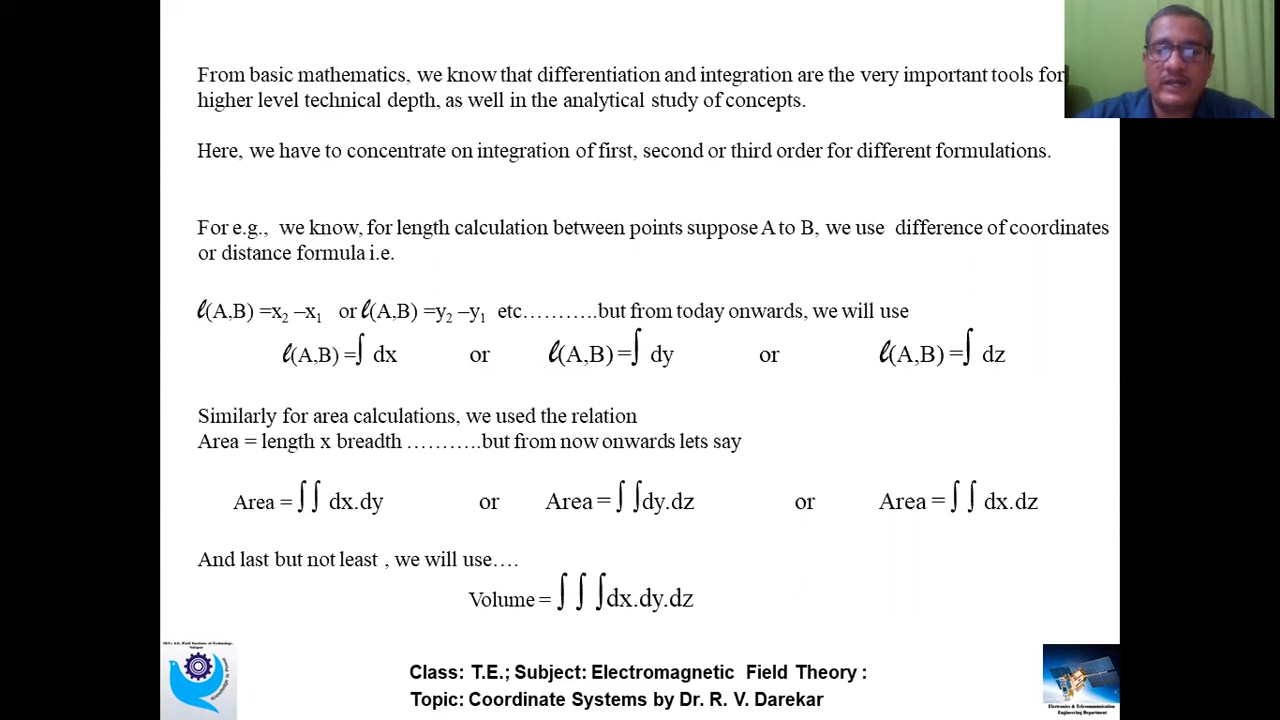 From basic mathematics, we know that differentiation and integration are the very important tools for
higher level technical depth, as well in the analytical study of concepts.
Here, we have to concentrate on integration of first, second or third order for different formulations.
For e.g., we know, for length calculation between points suppose A to B, we use difference of coordinates
or distance formula i.e.
ℓ(A,B) =x₂ –x₁ or ℓ(A,B) =y₂ –y₁ etc………..but from today onwards, we will use
ℓ(A,B) =∫ dx or ℓ(A,B) =∫ dy or ℓ(A,B) =∫ dz
Similarly for area calculations, we used the relation
Area = length x breadth ………..but from now onwards lets say
Area = ∫ ∫ dx.dy or Area = ∫ ∫dy.dz or Area = ∫ ∫ dx.dz
And last but not least , we will use….
Volume = ∫ ∫ ∫dx.dy.dz
Class: T.E.; Subject: Electromagnetic Field Theory :
Topic: Coordinate Systems by Dr. R. V. Darekar
Electronics & Telecommunication
Engineering Department